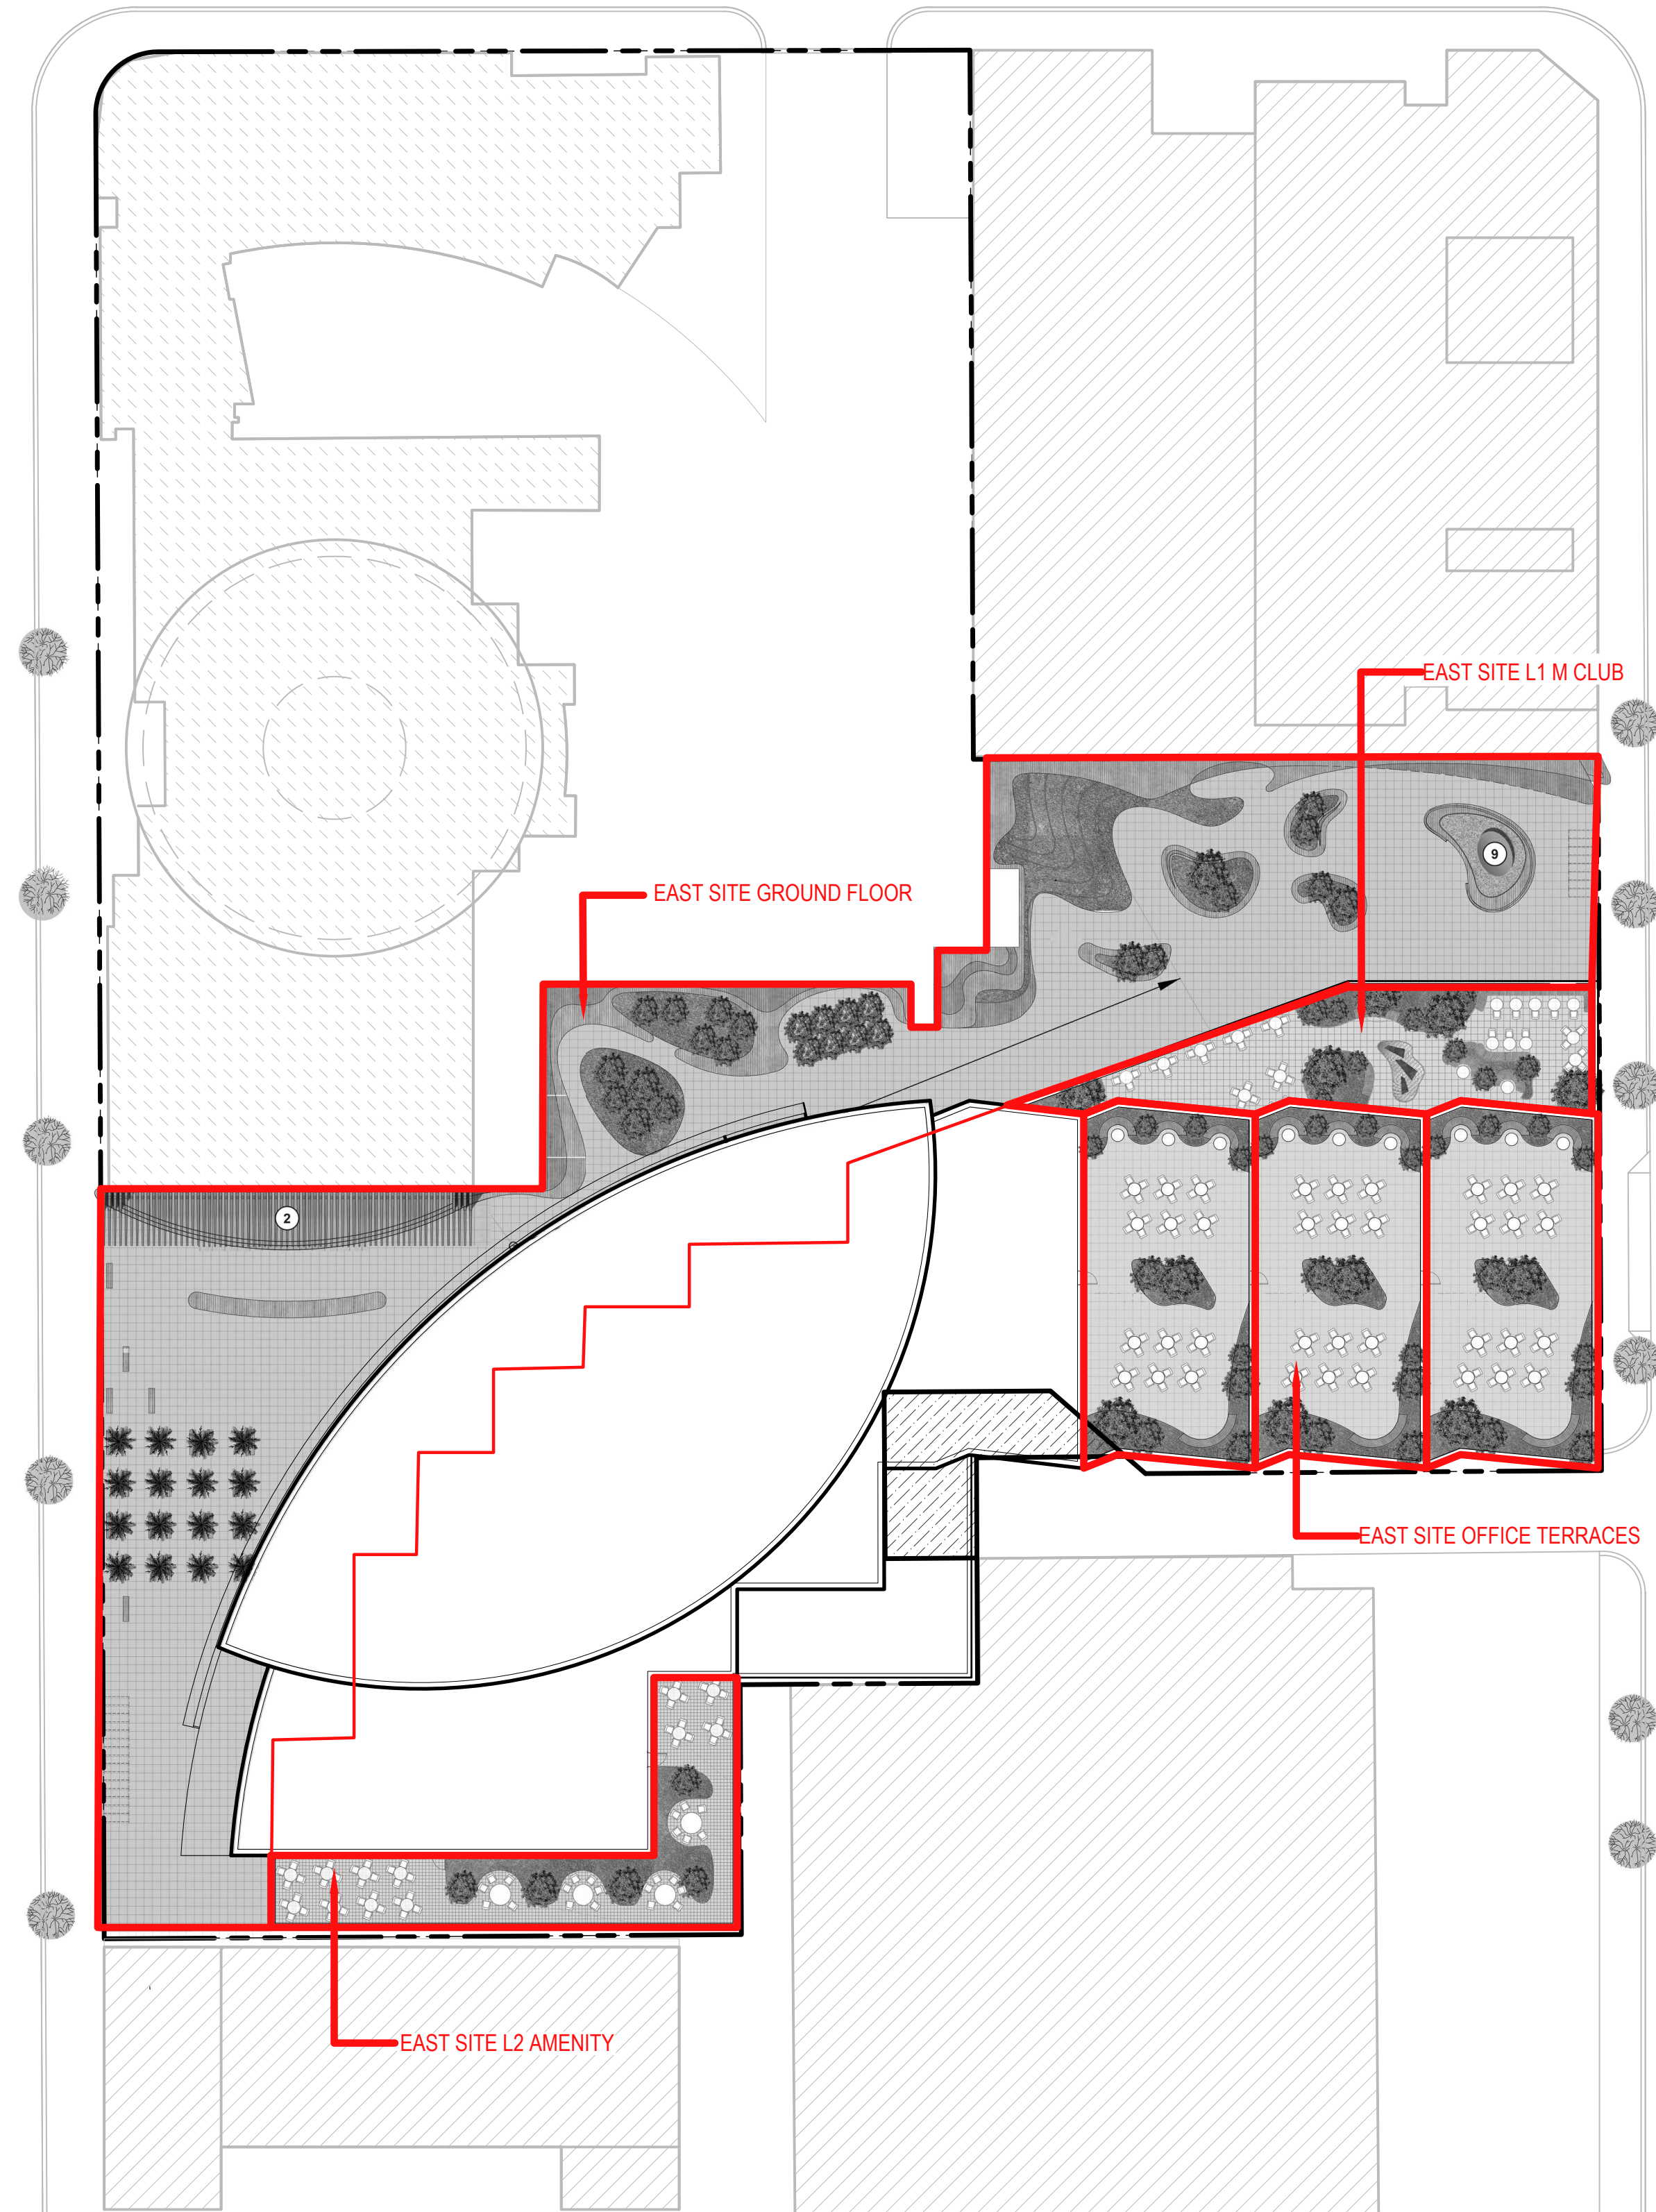 EAST SITE L1 M CLUB
9
EAST SITE GROUND FLOOR
2
EAST SITE OFFICE TERRACES
EAST SITE L2 AMENITY